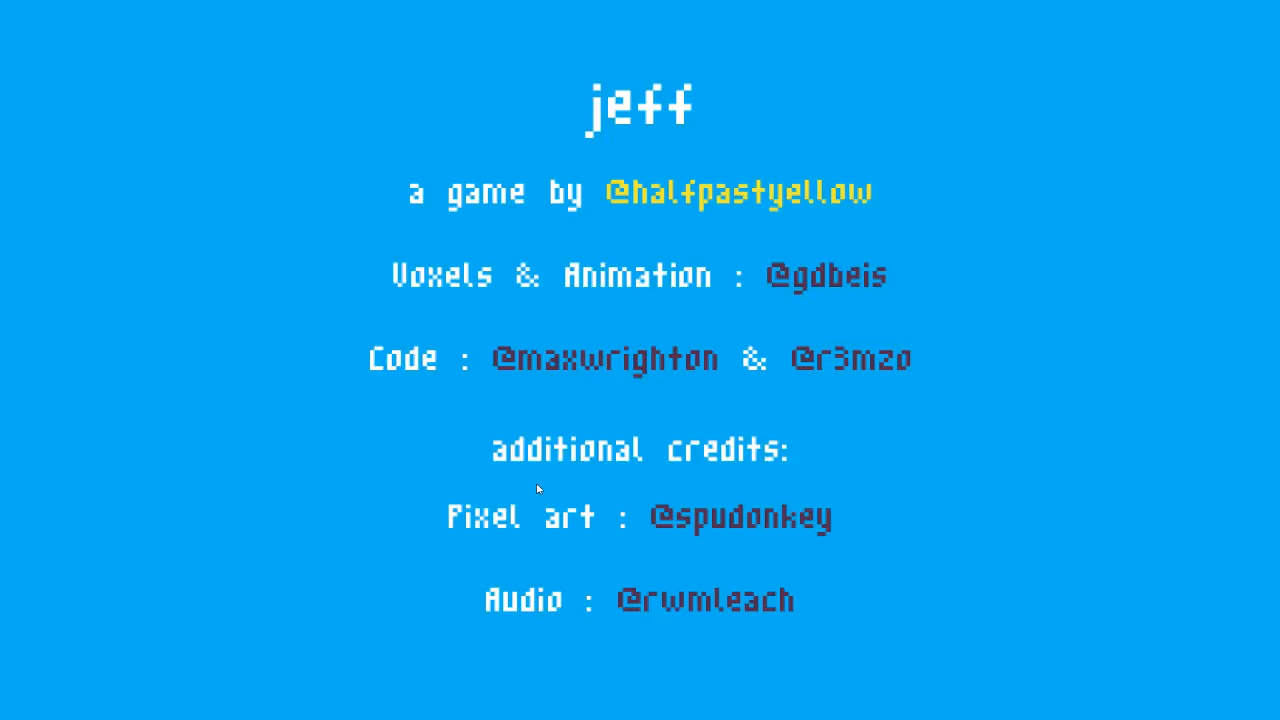 jeff
a game by @halfpastyellow
Voxels & Animation : @gdbeis
Code : @maxwrighton & @r3mzo
additional credits:
Pixel art : @spudonkey
Audio : @rwmleach